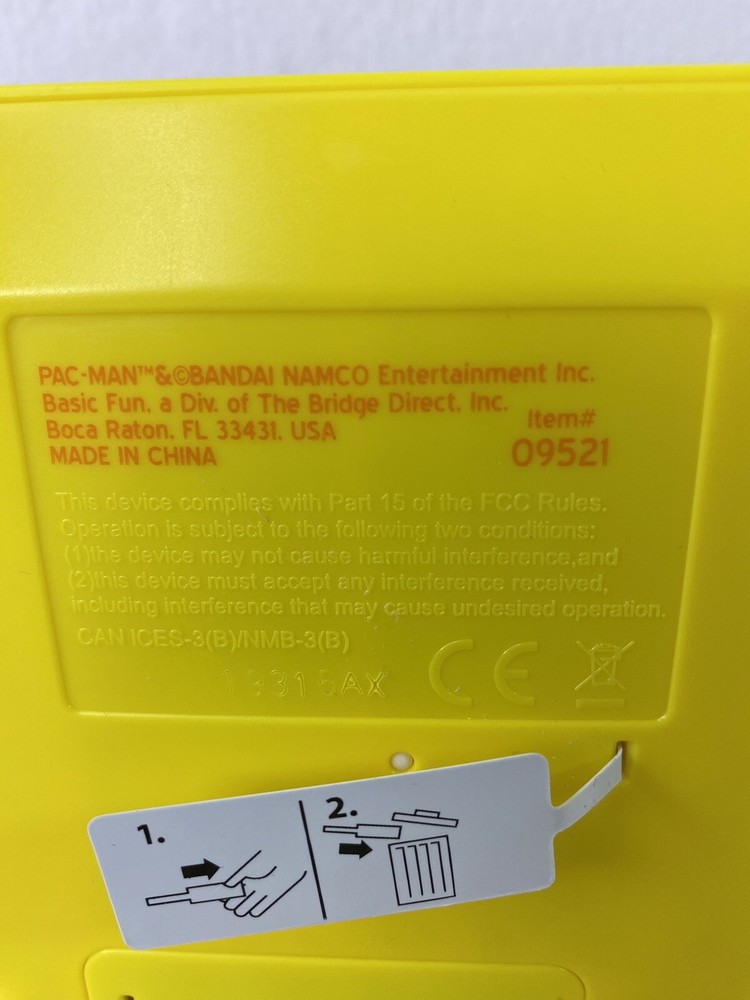 PAC-MAN™&©BANDAI NAMCO Entertainment Inc.
Basic Fun, a Div. of The Bridge Direct, Inc.
Boca Raton, FL 33431, USA
MADE IN CHINA
Item#
09521
This device complies with Part 15 of the FCC Rules.
Operation is subject to the following two conditions:
(1)the device may not cause harmful interference,and
(2)this device must accept any interference received,
including interference that may cause undesired operation.
CAN ICES-3(B)/NMB-3(B)
CE
1.
2.